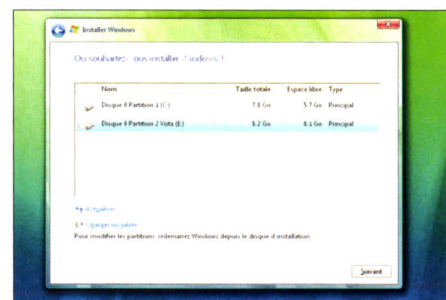 Installer Windows
Où souhaitez-vous installer Windows ?
Nom Taille totale Espace libre Type
Disque 0 Partition 1 (C:) 7.8 Go 5.7 Go Principal
Disque 0 Partition 2 Vista (E:) 8.2 Go 8.1 Go Principal
Actualiser
Charger un pilote
Pour modifier les partitions, redémarrez Windows depuis le disque d'installation
Suivant